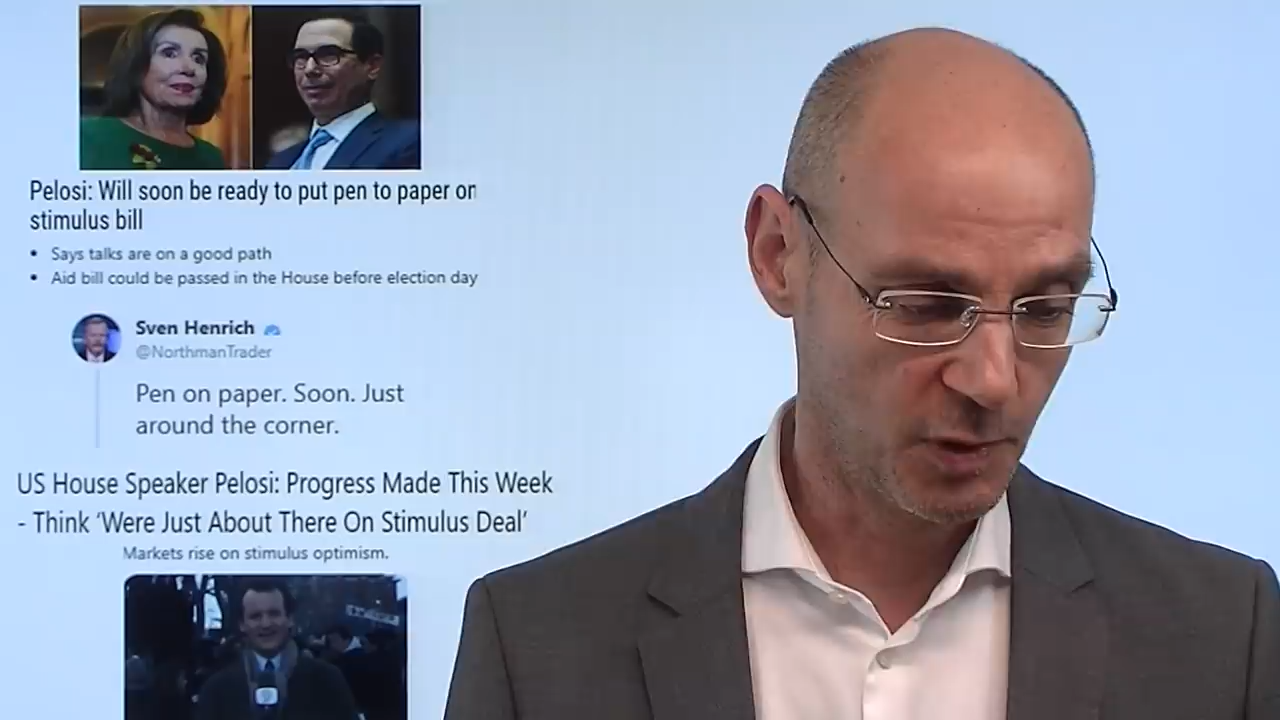 Pelosi: Will soon be ready to put pen to paper on
stimulus bill
• Says talks are on a good path
• Aid bill could be passed in the House before election day
Sven Henrich
@NorthmanTrader
Pen on paper. Soon. Just
around the corner.
US House Speaker Pelosi: Progress Made This Week
- Think ‘Were Just About There On Stimulus Deal’
Markets rise on stimulus optimism.